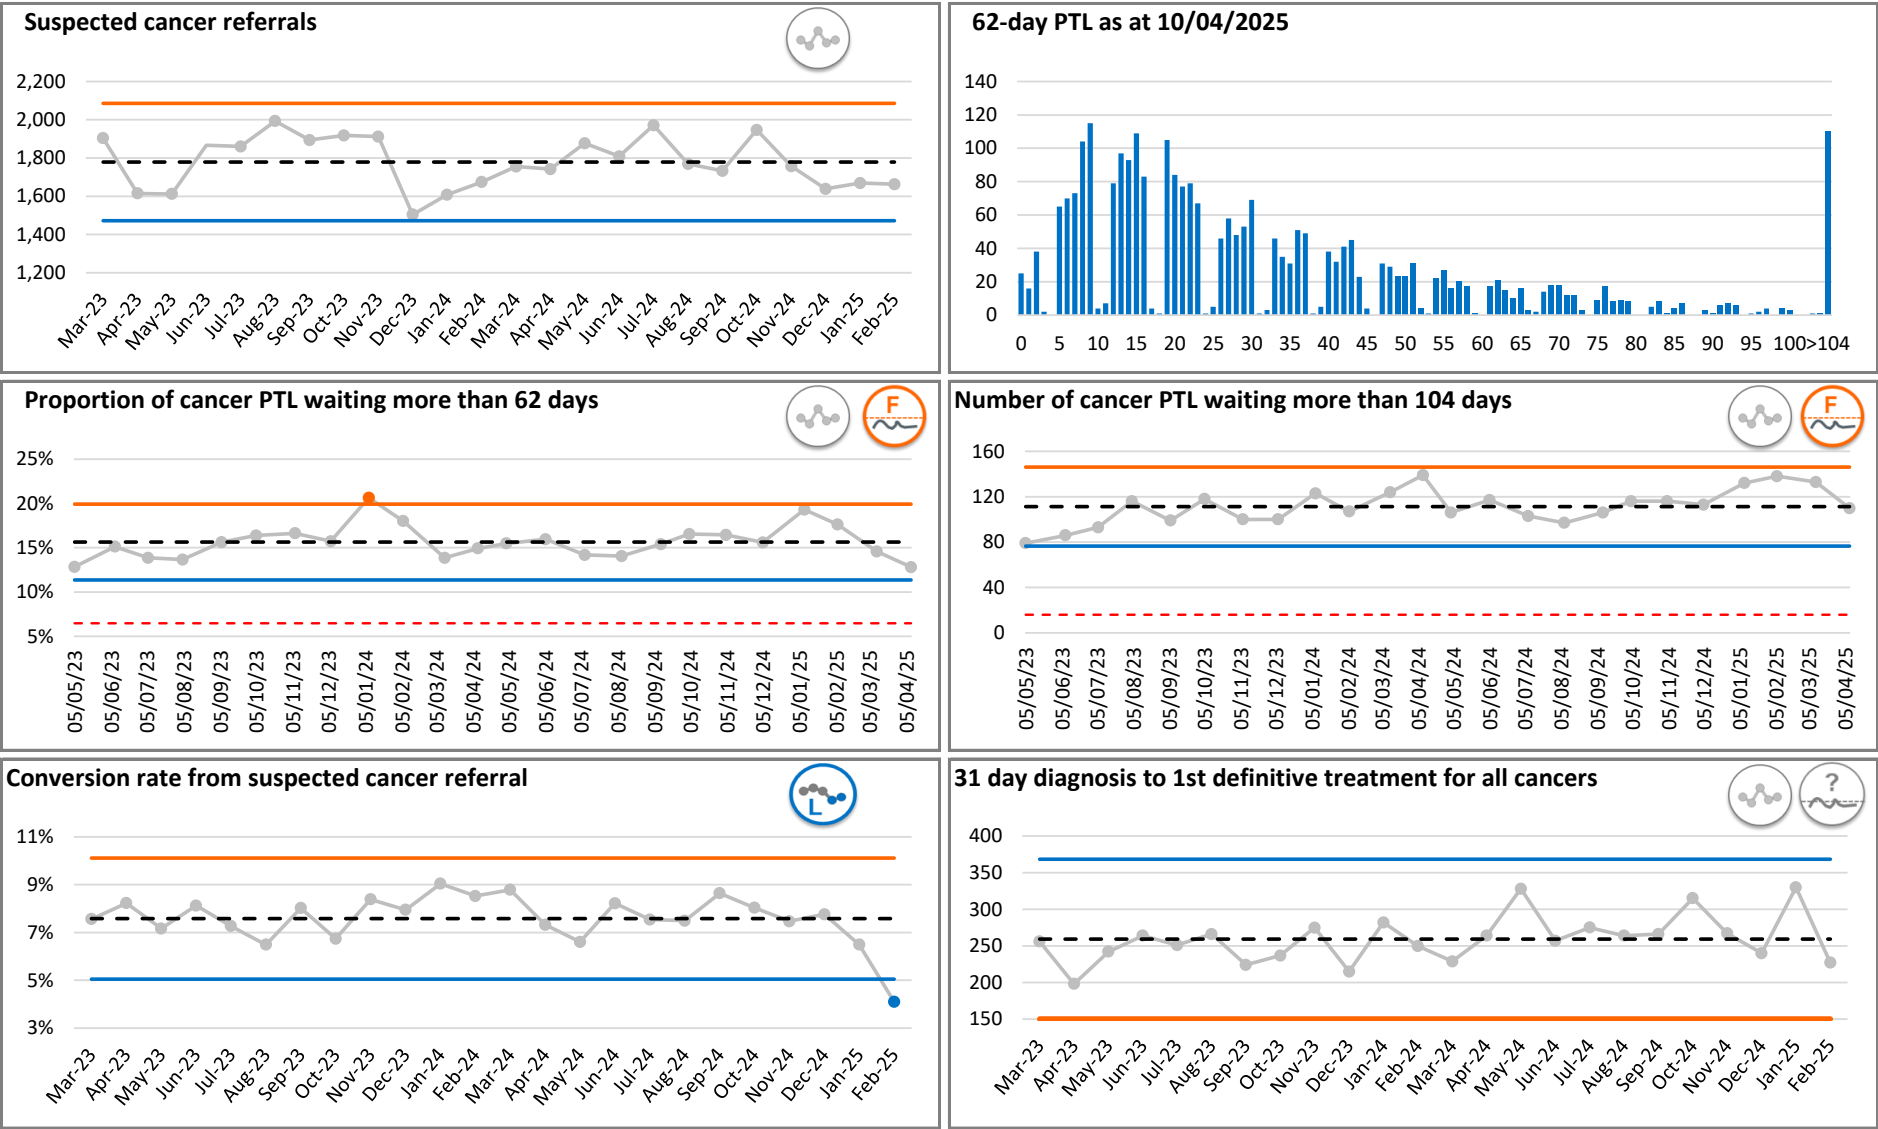 Suspected cancer referrals
2,200
2,000
1,800
1,600
1,400
1,200
Mar-23 Apr-23 May-23 Jun-23 Jul-23 Aug-23 Sep-23 Oct-23 Nov-23 Dec-23 Jan-24 Feb-24 Mar-24 Apr-24 May-24 Jun-24 Jul-24 Aug-24 Sep-24 Oct-24 Nov-24 Dec-24 Jan-25 Feb-25
62-day PTL as at 10/04/2025
140
120
100
80
60
40
20
0
0 5 10 15 20 25 30 35 40 45 50 55 60 65 70 75 80 85 90 95 100 >104
Proportion of cancer PTL waiting more than 62 days
F
25%
20%
15%
10%
5%
05/05/23 05/06/23 05/07/23 05/08/23 05/09/23 05/10/23 05/11/23 05/12/23 05/01/24 05/02/24 05/03/24 05/04/24 05/05/24 05/06/24 05/07/24 05/08/24 05/09/24 05/10/24 05/11/24 05/12/24 05/01/25 05/02/25 05/03/25 05/04/25
Number of cancer PTL waiting more than 104 days
F
160
120
80
40
0
05/05/23 05/06/23 05/07/23 05/08/23 05/09/23 05/10/23 05/11/23 05/12/23 05/01/24 05/02/24 05/03/24 05/04/24 05/05/24 05/06/24 05/07/24 05/08/24 05/09/24 05/10/24 05/11/24 05/12/24 05/01/25 05/02/25 05/03/25 05/04/25
Conversion rate from suspected cancer referral
L
11%
9%
7%
5%
3%
Mar-23 Apr-23 May-23 Jun-23 Jul-23 Aug-23 Sep-23 Oct-23 Nov-23 Dec-23 Jan-24 Feb-24 Mar-24 Apr-24 May-24 Jun-24 Jul-24 Aug-24 Sep-24 Oct-24 Nov-24 Dec-24 Jan-25 Feb-25
31 day diagnosis to 1st definitive treatment for all cancers
?
400
350
300
250
200
150
Mar-23 Apr-23 May-23 Jun-23 Jul-23 Aug-23 Sep-23 Oct-23 Nov-23 Dec-23 Jan-24 Feb-24 Mar-24 Apr-24 May-24 Jun-24 Jul-24 Aug-24 Sep-24 Oct-24 Nov-24 Dec-24 Jan-25 Feb-25